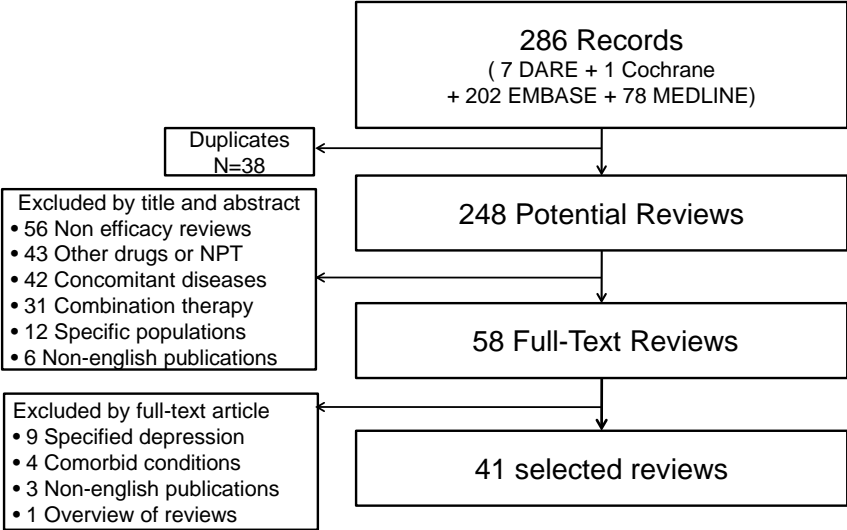 286 Records
( 7 DARE + 1 Cochrane
+ 202 EMBASE + 78 MEDLINE)
Duplicates
N=38
248 Potential Reviews
Excluded by title and abstract
• 56 Non efficacy reviews
• 43 Other drugs or NPT
• 42 Concomitant diseases
• 31 Combination therapy
• 12 Specific populations
• 6 Non-english publications
58 Full-Text Reviews
Excluded by full-text article
• 9 Specified depression
• 4 Comorbid conditions
• 3 Non-english publications
• 1 Overview of reviews
41 selected reviews